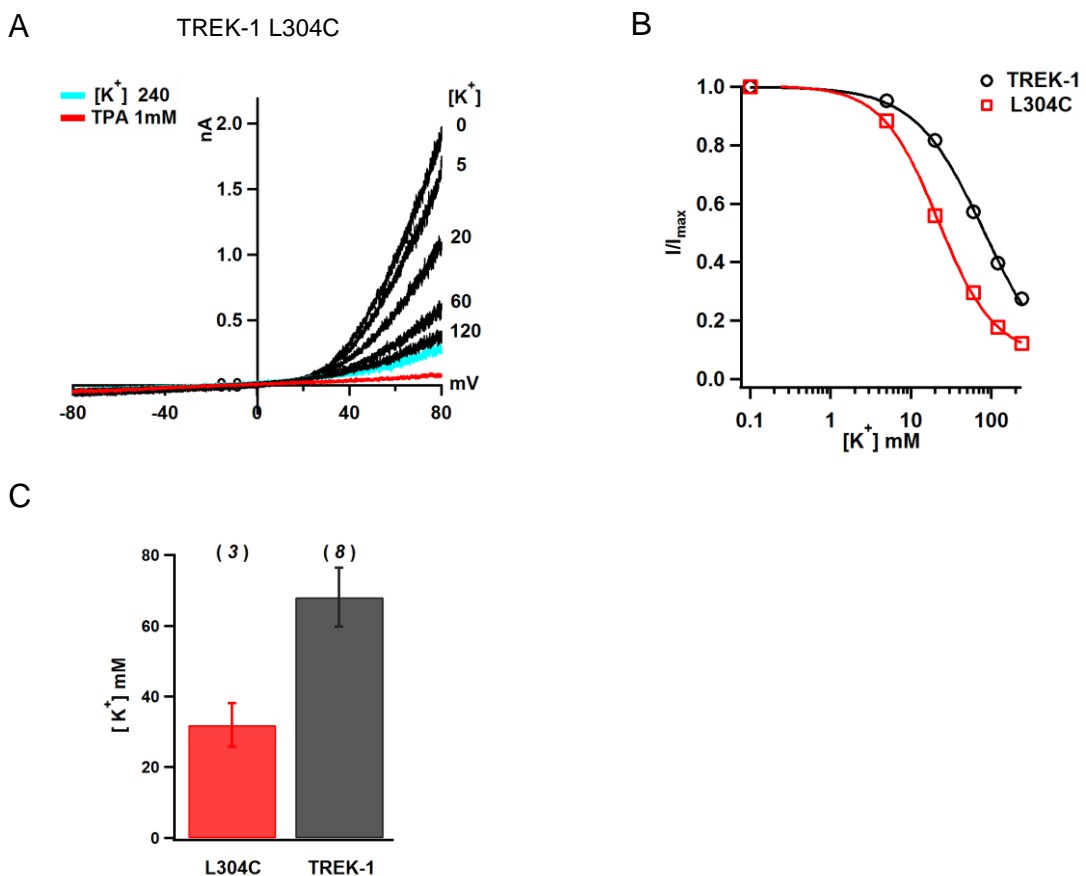 A
TREK-1 L304C
[K+] 240
TPA 1mM
nA
2.0
1.5
1.0
0.5
0.0
-80
-40
0
40
80
mV
[K+]
0
5
20
60
120
B
TREK-1
L304C
I/Imax
1.0
0.8
0.6
0.4
0.2
0.0
0.1
1
10
100
[K+] mM
C
( 3 )
( 8 )
[ K+] mM
80
60
40
20
0
L304C
TREK-1